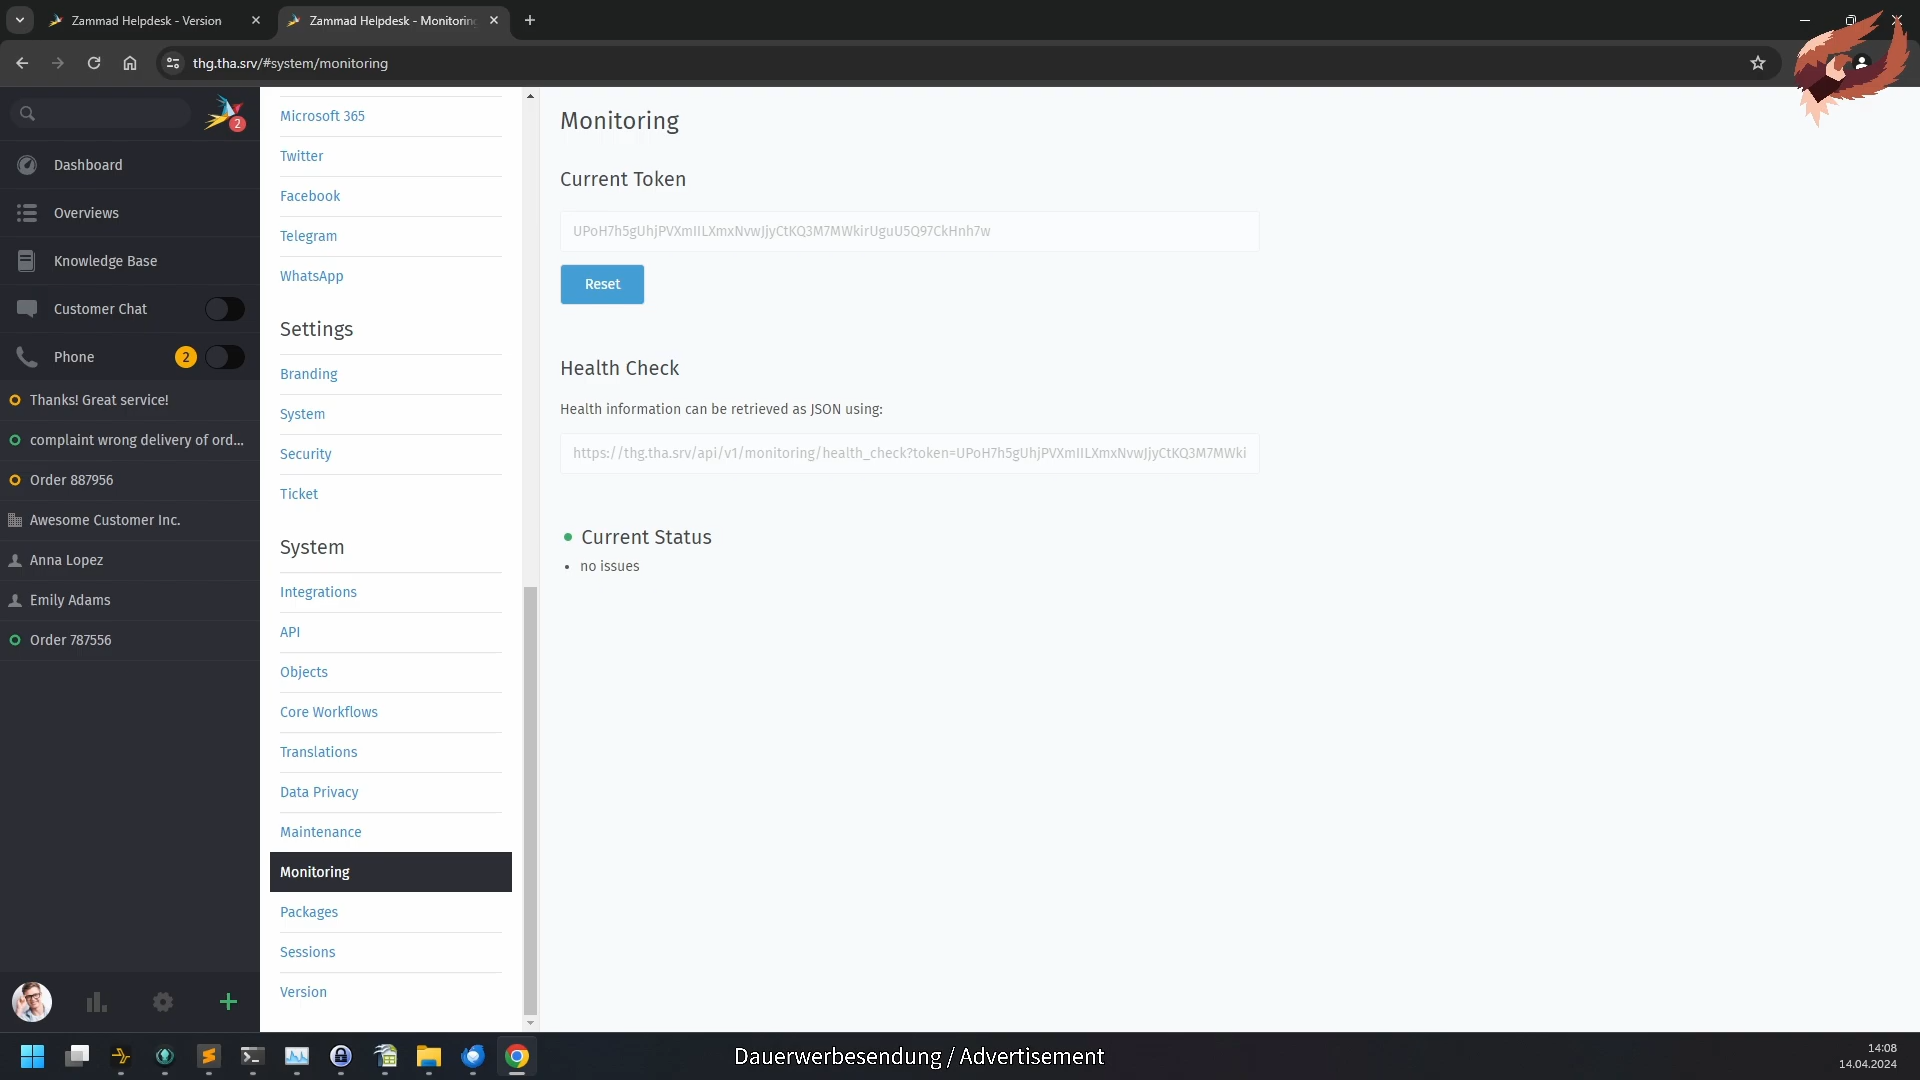 Zammad Helpdesk - Version
Zammad Helpdesk - Monitorin
thg.tha.srv/#system/monitoring
2
Dashboard
Overviews
Knowledge Base
Customer Chat
Phone
2
Thanks! Great service!
complaint wrong delivery of ord...
Order 887956
Awesome Customer Inc.
Anna Lopez
Emily Adams
Order 787556
Microsoft 365
Twitter
Facebook
Telegram
WhatsApp
Settings
Branding
System
Security
Ticket
System
Integrations
API
Objects
Core Workflows
Translations
Data Privacy
Maintenance
Monitoring
Packages
Sessions
Version
Monitoring
Current Token
UPoH7h5gUhjPVXmIILXmxNvwJjyCtKQ3M7MWkirUguU5Q97CkHnh7w
Reset
Health Check
Health information can be retrieved as JSON using:
https://thg.tha.srv/api/v1/monitoring/health_check?token=UPoH7h5gUhjPVXmIILXmxNvwJjyCtKQ3M7MWki
Current Status
• no issues
Dauerwerbesendung / Advertisement
14:08
14.04.2024